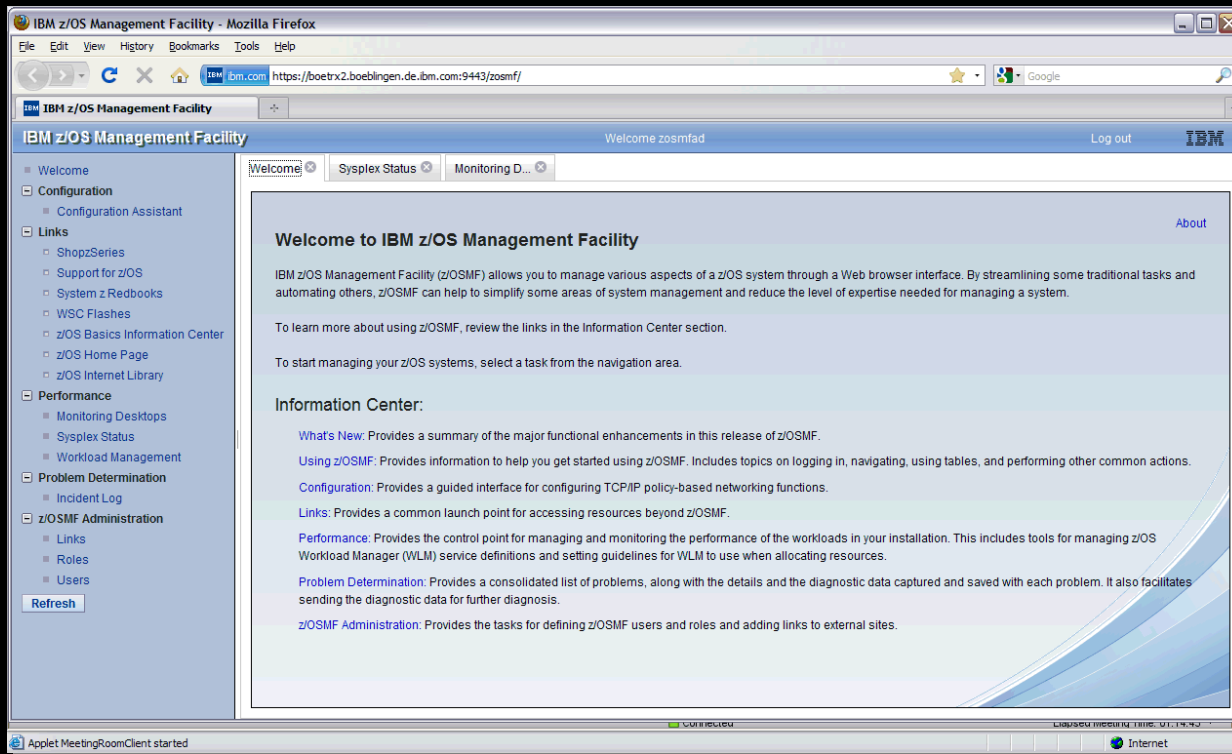 IBM z/OS Management Facility - Mozilla Firefox
File Edit View History Bookmarks Tools Help
IBM ibm.com https://boetrx2.boeblingen.de.ibm.com:9443/zosmf/ Google
IBM IBM z/OS Management Facility
IBM z/OS Management Facility Welcome zosmfad Log out IBM
Welcome
Configuration
Configuration Assistant
Links
ShopzSeries
Support for z/OS
System z Redbooks
WSC Flashes
z/OS Basics Information Center
z/OS Home Page
z/OS Internet Library
Performance
Monitoring Desktops
Sysplex Status
Workload Management
Problem Determination
Incident Log
z/OSMF Administration
Links
Roles
Users
Refresh
Welcome Sysplex Status Monitoring D...
About
Welcome to IBM z/OS Management Facility
IBM z/OS Management Facility (z/OSMF) allows you to manage various aspects of a z/OS system through a Web browser interface. By streamlining some traditional tasks and
automating others, z/OSMF can help to simplify some areas of system management and reduce the level of expertise needed for managing a system.
To learn more about using z/OSMF, review the links in the Information Center section.
To start managing your z/OS systems, select a task from the navigation area.
Information Center:
What's New: Provides a summary of the major functional enhancements in this release of z/OSMF.
Using z/OSMF: Provides information to help you get started using z/OSMF. Includes topics on logging in, navigating, using tables, and performing other common actions.
Configuration: Provides a guided interface for configuring TCP/IP policy-based networking functions.
Links: Provides a common launch point for accessing resources beyond z/OSMF.
Performance: Provides the control point for managing and monitoring the performance of the workloads in your installation. This includes tools for managing z/OS
Workload Manager (WLM) service definitions and setting guidelines for WLM to use when allocating resources.
Problem Determination: Provides a consolidated list of problems, along with the details and the diagnostic data captured and saved with each problem. It also facilitates
sending the diagnostic data for further diagnosis.
z/OSMF Administration: Provides the tasks for defining z/OSMF users and roles and adding links to external sites.
Connected Elapsed Meeting Time: 01:14:43
Applet MeetingRoomClient started Internet